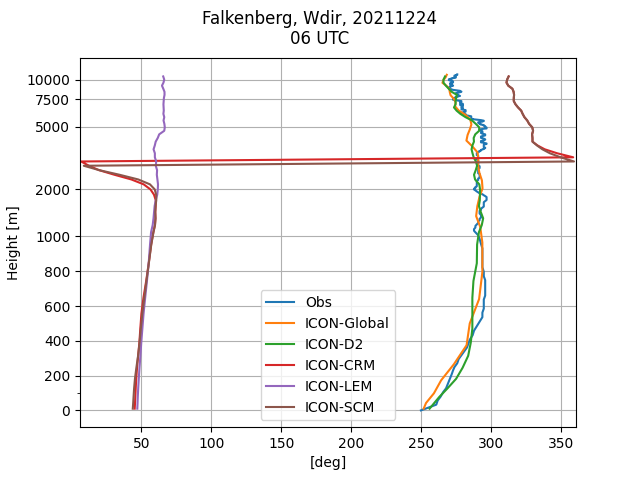 Falkenberg, Wdir, 20211224
06 UTC
10000
7500
5000
2000
1000
800
600
400
200
0
Height [m]
Obs
ICON-Global
ICON-D2
ICON-CRM
ICON-LEM
ICON-SCM
50 100 150 200 250 300 350
[deg]